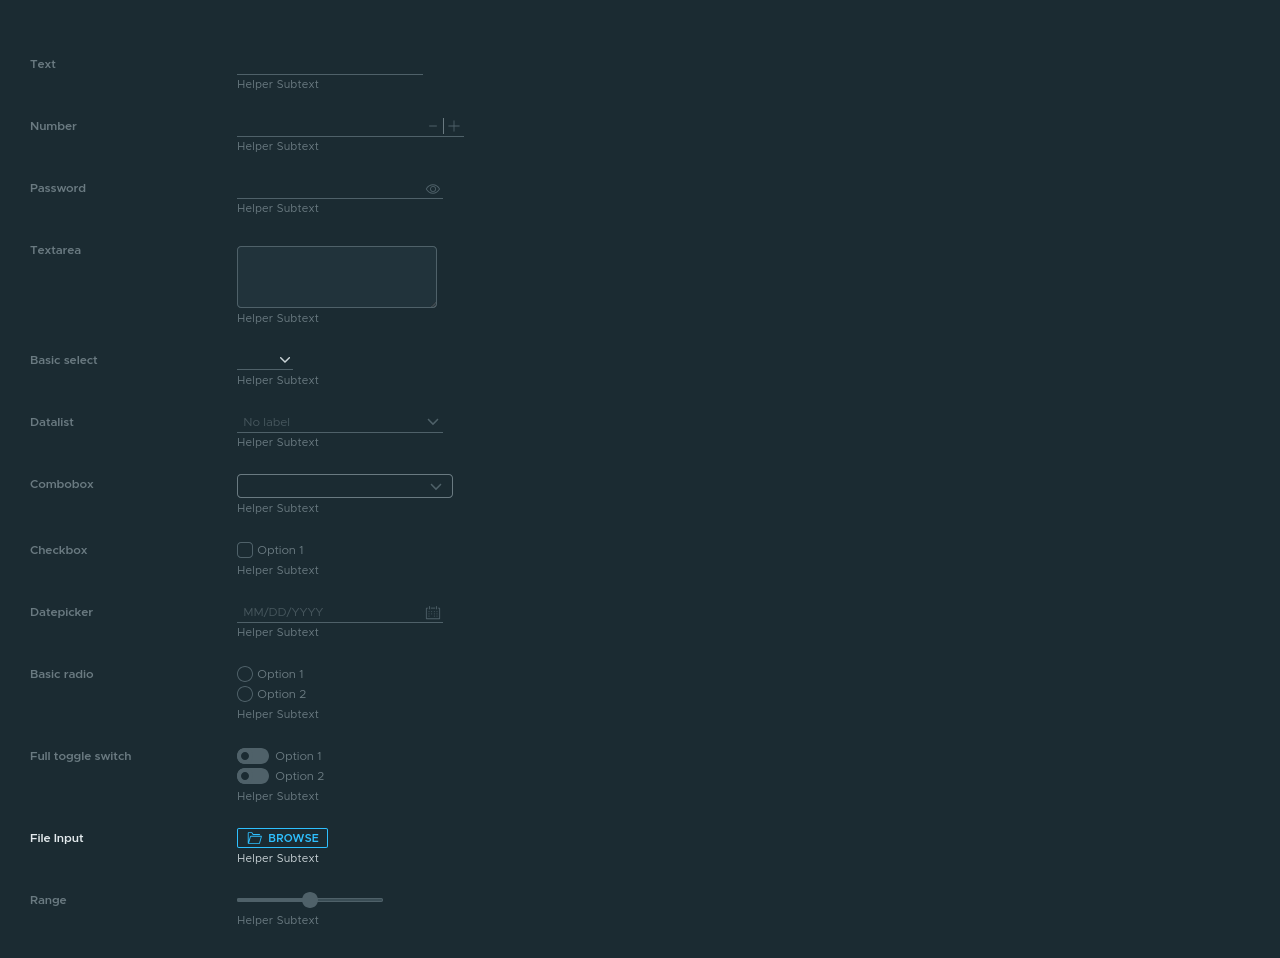 Text
Helper Subtext
Number
Helper Subtext
Password
Helper Subtext
Textarea
Helper Subtext
Basic select
Helper Subtext
Datalist
No label
Helper Subtext
Combobox
Helper Subtext
Checkbox
Option 1
Helper Subtext
Datepicker
MM/DD/YYYY
Helper Subtext
Basic radio
Option 1
Option 2
Helper Subtext
Full toggle switch
Option 1
Option 2
Helper Subtext
File Input
BROWSE
Helper Subtext
Range
Helper Subtext